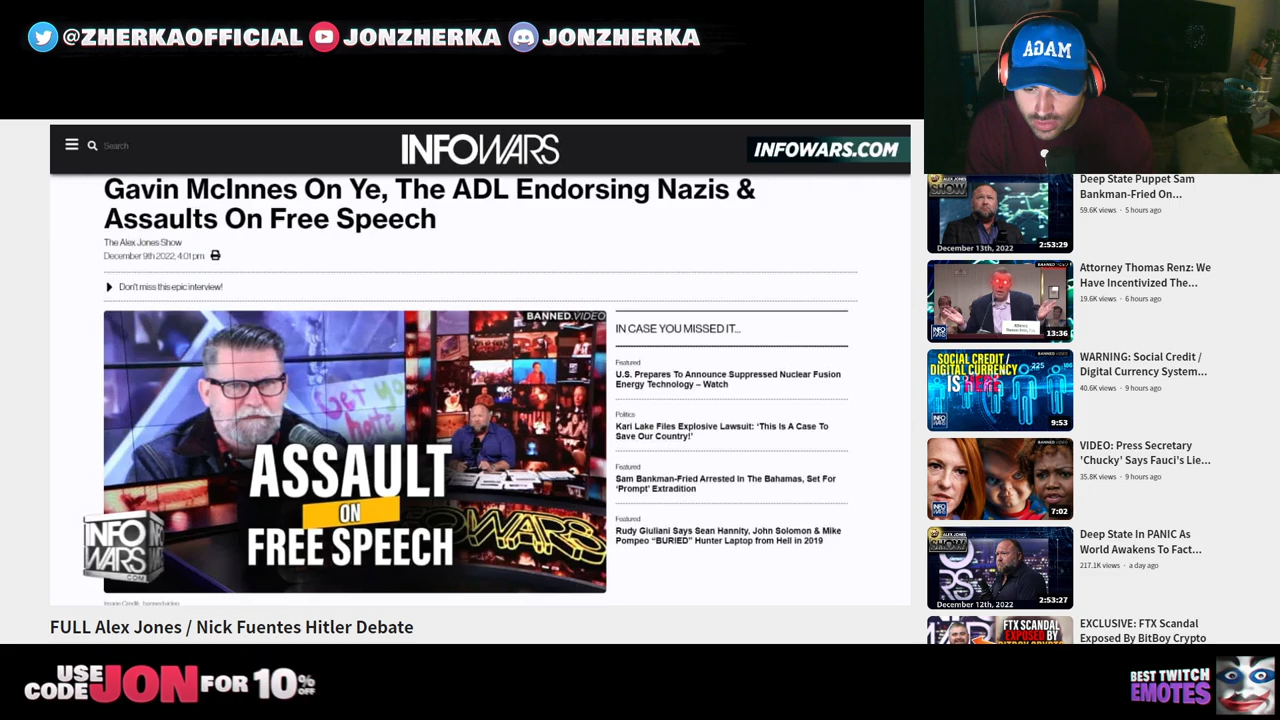 @ZHERKAOFFICIAL JONZHERKA JONZHERKA
ADAM
Search
INFOWARS
INFOWARS.COM
Gavin McInnes On Ye, The ADL Endorsing Nazis &
Assaults On Free Speech
The Alex Jones Show
December 9th 2022, 4:01 pm
Don't miss this epic interview!
BANNED.VIDEO
ASSAULT
ON
FREE SPEECH
INFO
WARS
.COM
IN CASE YOU MISSED IT...
Featured
U.S. Prepares To Announce Suppressed Nuclear Fusion
Energy Technology – Watch
Politics
Kari Lake Files Explosive Lawsuit: 'This Is A Case To
Save Our Country!'
Featured
Sam Bankman-Fried Arrested In The Bahamas, Set For
'Prompt' Extradition
Featured
Rudy Giuliani Says Sean Hannity, John Solomon & Mike
Pompeo “BURIED” Hunter Laptop from Hell in 2019
FULL Alex Jones / Nick Fuentes Hitler Debate
SHOW
December 13th, 2022
2:53:29
Deep State Puppet Sam
Bankman-Fried On...
59.6K views · 5 hours ago
13:36
Attorney Thomas Renz: We
Have Incentivized The...
19.6K views · 6 hours ago
SOCIAL CREDIT/
DIGITAL CURRENCY
IS HERE
9:53
WARNING: Social Credit /
Digital Currency System...
40.6K views · 9 hours ago
7:02
VIDEO: Press Secretary
'Chucky' Says Fauci's Lie...
35.8K views · 9 hours ago
SHOW
December 12th, 2022
2:53:27
Deep State In PANIC As
World Awakens To Fact...
217.1K views · a day ago
FTX SCANDAL
EXPOSED BY
BITBOY CRYPTO
EXCLUSIVE: FTX Scandal
Exposed By BitBoy Crypto
USE
CODE JON FOR 10% OFF
BEST TWITCH
EMOTES